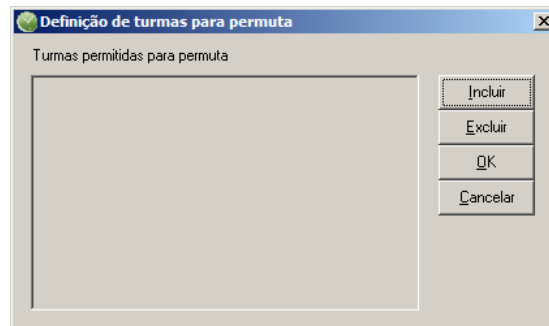 Definição de turmas para permuta
Turmas permitidas para permuta
Incluir
Excluir
OK
Cancelar